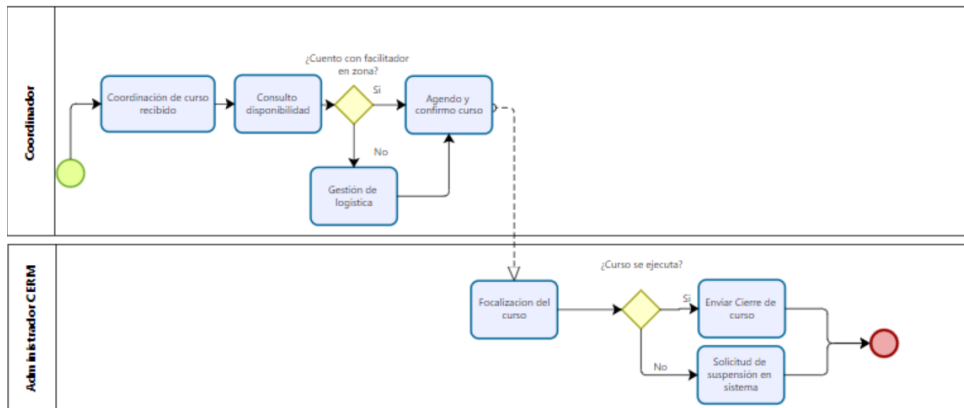 Coordinador
¿Cuento con facilitador
en zona?
Coordinación de curso
recibido
Consulto
disponibilidad
Si
Agendo y
confirmo curso
No
Gestión de
logística
Administrador CERM
¿Curso se ejecuta?
Focalizacion del
curso
Si
Enviar Cierre de
curso
No
Solicitud de
suspensión en
sistema